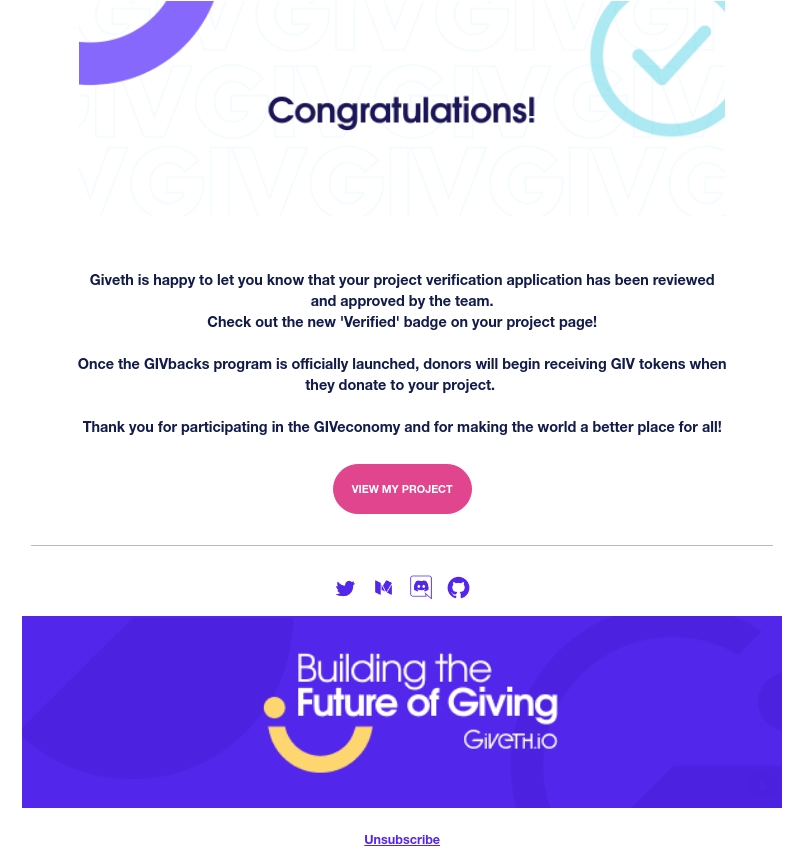 Congratulations!
Giveth is happy to let you know that your project verification application has been reviewed
and approved by the team.
Check out the new 'Verified' badge on your project page!
Once the GIVbacks program is officially launched, donors will begin receiving GIV tokens when
they donate to your project.
Thank you for participating in the GIVeconomy and for making the world a better place for all!
VIEW MY PROJECT
Building the
Future of Giving
GIVETH.IO
Unsubscribe